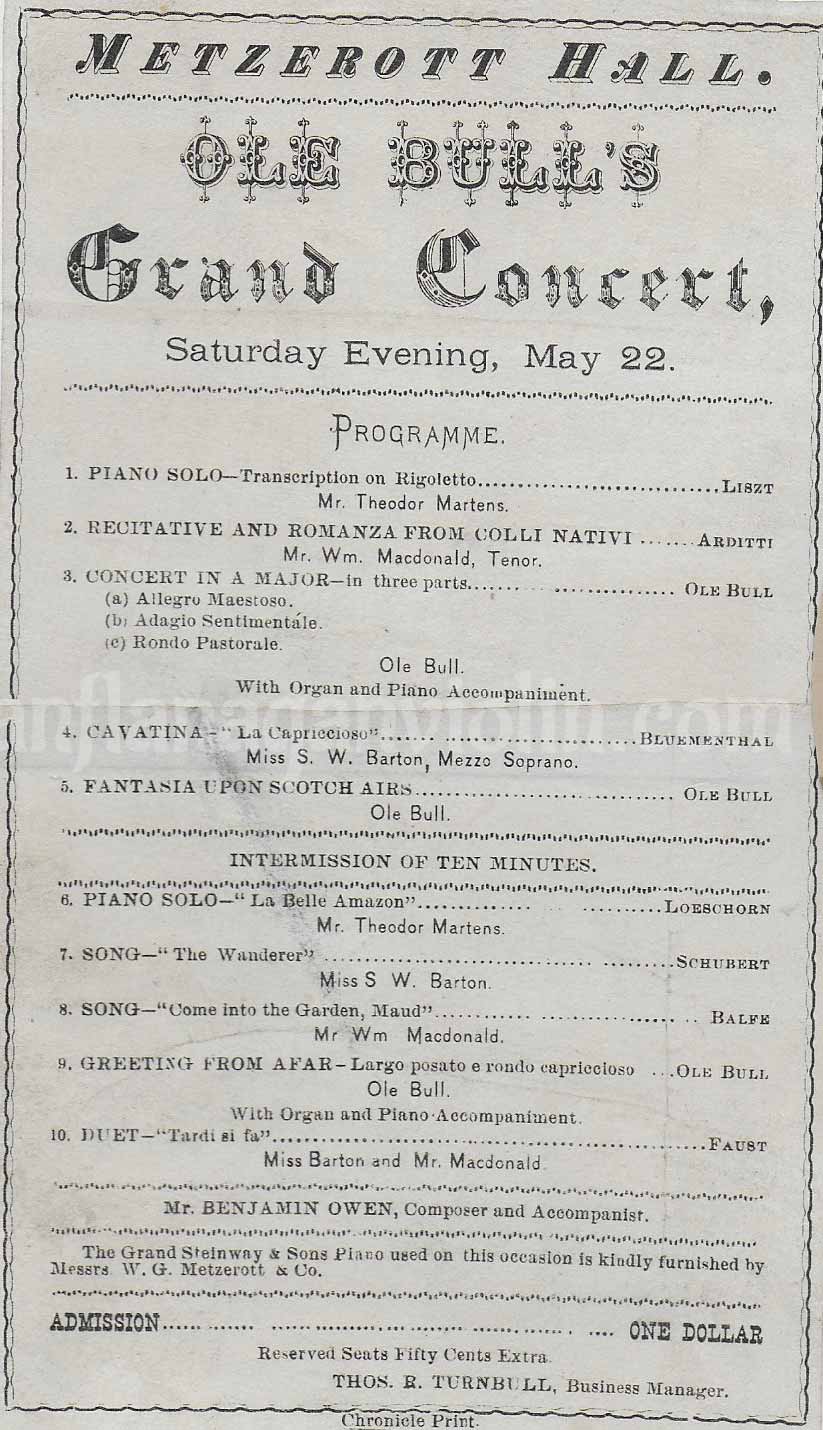 METZEROTT HALL.
OLE BULL'S
Grand Concert,
Saturday Evening, May 22.
PROGRAMME.
1. PIANO SOLO—Transcription on Rigoletto..............................LISZT
Mr. Theodor Martens.
2. RECITATIVE AND ROMANZA FROM COLLI NATIVI .......ARDITTI
Mr. Wm. Macdonald, Tenor.
3. CONCERT IN A MAJOR—in three parts....... .............. OLE BULL
(a) Allegro Maestoso.
(b) Adagio Sentimentále.
(c) Rondo Pastorale.
Ole Bull.
With Organ and Piano Accompaniment.
4. CAVATINA-"La Capriccioso"....... .........................BLUEMENTHAL
Miss S. W. Barton, Mezzo Soprano.
5. FANTASIA UPON SCOTCH AIRS................................ OLE BULL
Ole Bull.
INTERMISSION OF TEN MINUTES.
6. PIANO SOLO—"La Belle Amazon".............. .. ..........LOESCHORN
Mr. Theodor Martens.
7. SONG—"The Wanderer" ............................. .........SCHUBERT
Miss S W. Barton.
8. SONG—"Come into the Garden, Maud"............ ................ .. BALFE
Mr Wm Macdonald.
9. GREETING FROM AFAR-Largo posato e rondo capriccioso ...OLE BULL
Ole Bull.
With Organ and Piano Accompaniment.
10. DUET—"Tardi si fa"..................................................FAUST
Miss Barton and Mr. Macdonald.
Mr. BENJAMIN OWEN, Composer and Accompanist.
The Grand Steinway & Sons Piano used on this occasion is kindly furnished by
Messrs W. G. Metzerott & Co.
ADMISSION...... ....... ................................. .... ONE DOLLAR
Reserved Seats Fifty Cents Extra.
THOS. R. TURNBULL, Business Manager.
Chronicle Print.